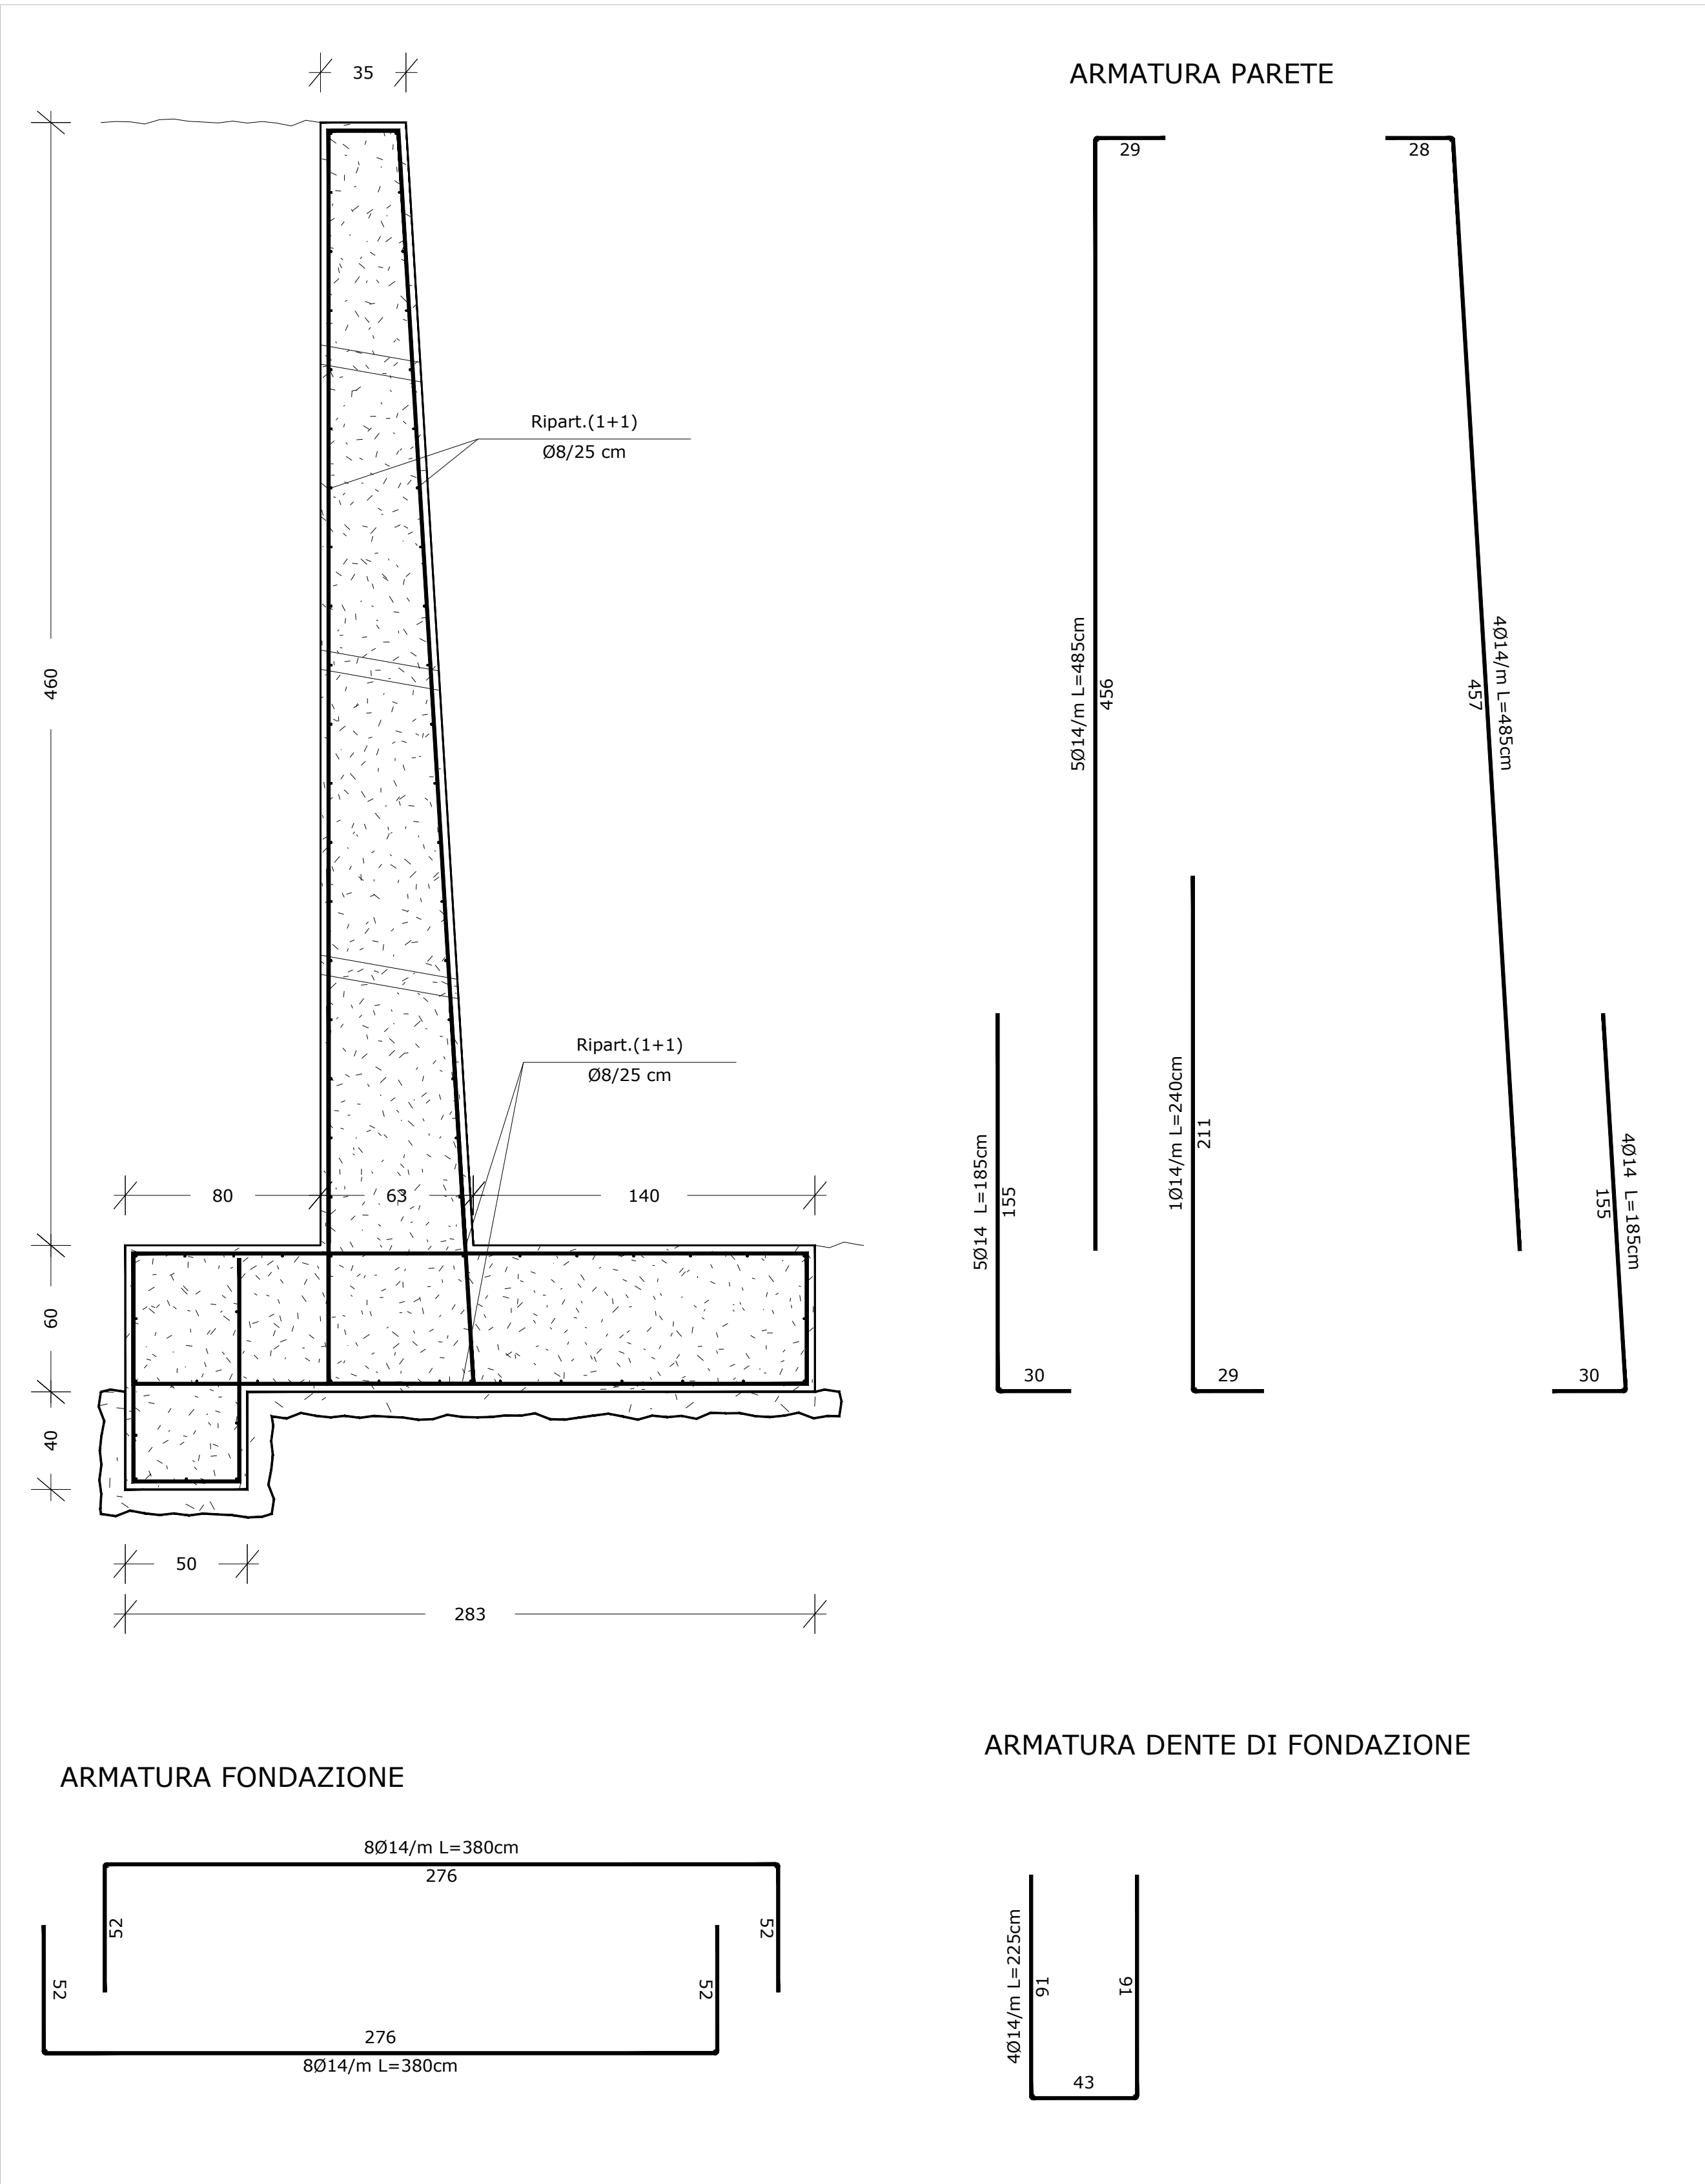 35
ARMATURA PARETE
29
28
460
Ripart.(1+1)
Ø8/25 cm
5Ø14/m L=485cm
456
457
4Ø14/m L=485cm
Ripart.(1+1)
Ø8/25 cm
80
63
140
5Ø14 L=185cm
155
1Ø14/m L=240cm
211
155
4Ø14 L=185cm
60
40
30
29
30
50
283
ARMATURA FONDAZIONE
8Ø14/m L=380cm
276
52
52
52
52
276
8Ø14/m L=380cm
ARMATURA DENTE DI FONDAZIONE
4Ø14/m L=225cm
91
91
43